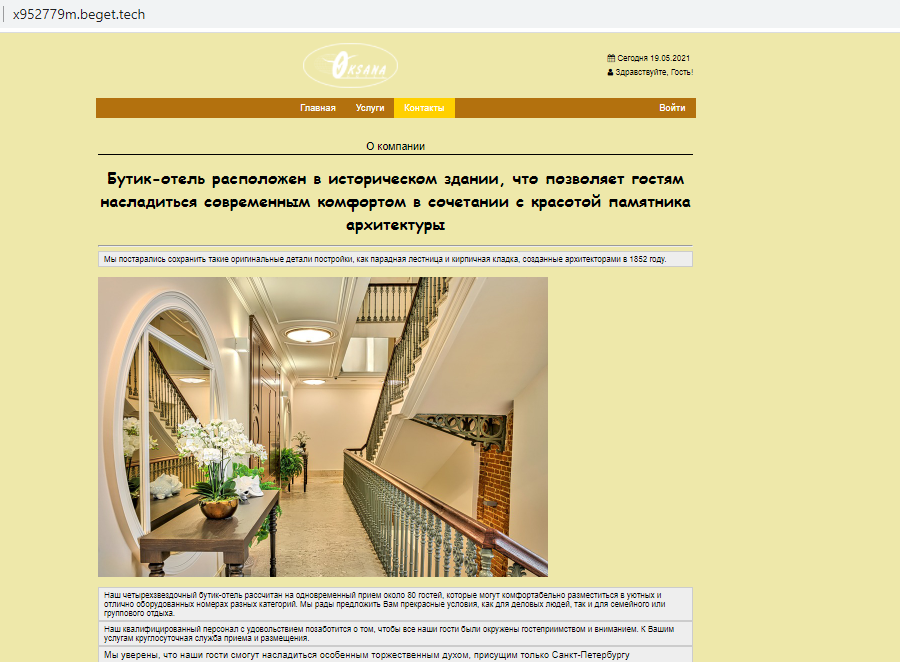 x952779m.beget.tech
Oksana
Сегодня 19.05.2021
Здравствуйте, Гость!
Главная Услуги Контакты Войти
О компании
Бутик-отель расположен в историческом здании, что позволяет гостям
насладиться современным комфортом в сочетании с красотой памятника
архитектуры
Мы постарались сохранить такие оригинальные детали постройки, как парадная лестница и кирпичная кладка, созданные архитекторами в 1852 году.
Наш четырехзвездочный бутик-отель рассчитан на одновременный прием около 80 гостей, которые могут комфортабельно разместиться в уютных и
отлично оборудованных номерах разных категорий. Мы рады предложить Вам прекрасные условия, как для деловых людей, так и для семейного или
группового отдыха.
Наш квалифицированный персонал с удовольствием позаботится о том, чтобы все наши гости были окружены гостеприимством и вниманием. К Вашим
услугам круглосуточная служба приема и размещения.
Мы уверены, что наши гости смогут насладиться особенным торжественным духом, присущим только Санкт-Петербургу